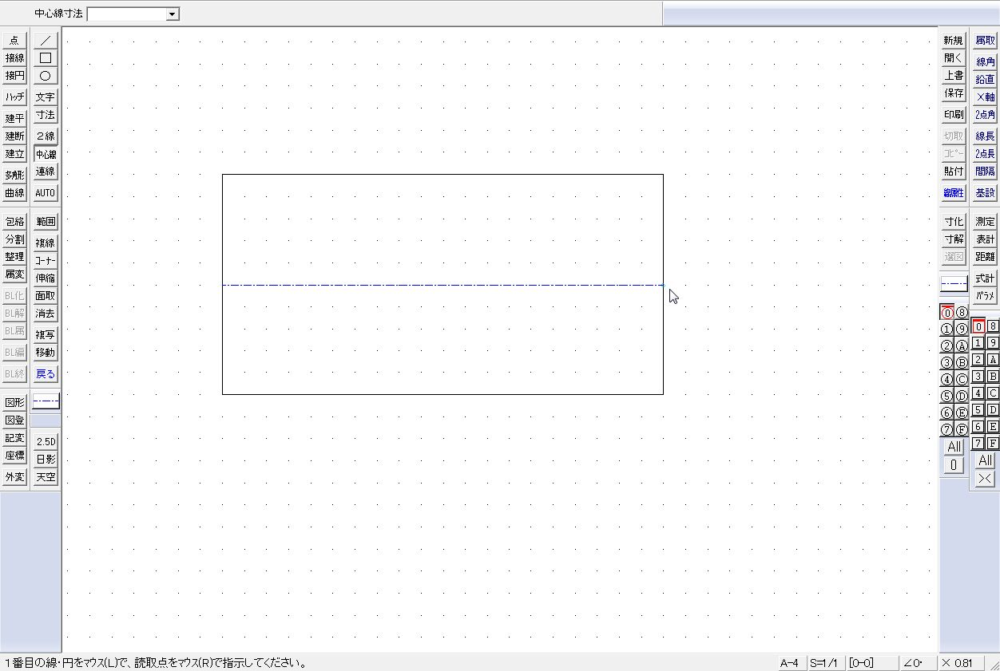 中心線寸法
点
接線
接円
ハッチ
建平
建断
建立
多角形
曲線
包絡
分割
整理
属変
BL化
BL解
BL属
BL編
BL終
図形
図登
記変
座標
外変
／
□
○
文字
寸法
２線
中心線
連線
AUTO
範囲
複線
コーナー
伸縮
面取
消去
複写
移動
戻る
2.5D
日影
天空
新規
開く
上書
保存
印刷
切取
コピー
貼付
線属性
寸化
寸解
選図
0 8
1 9
2 A
3 B
4 C
5 D
6 E
7 F
All
0
属取
線角
鉛直
X軸
2点角
線長
2点長
間隔
基設
測定
表計
距離
式計
パラメ
0 8
1 9
2 A
3 B
4 C
5 D
6 E
7 F
All
×
１番目の線・円をマウス(L)で、読取点をマウス(R)で指示してください。
A-4 S=1/1 [0-0] ∠0・ × 0.81